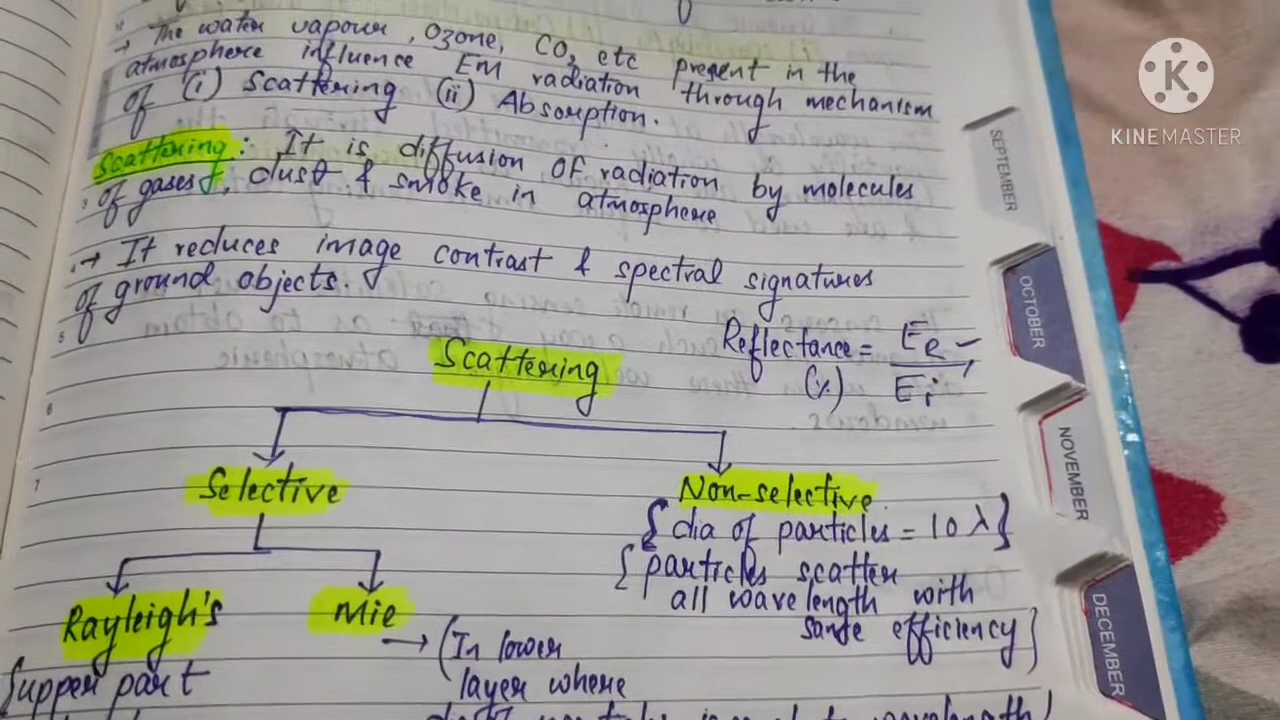 → The water vapour, Ozone, CO2 etc present in the
atmosphere influence EM radiation through mechanism
of (i) Scattering (ii) Absorption.
Scattering: It is diffusion of radiation by molecules
of gases, dust & smoke in atmosphere
→ It reduces image contrast & spectral signatures
of ground objects.
Reflectance = ER
(%) Ei
Scattering
Selective
Non-selective
{dia of particles = 10 λ}
{particles scatter
all wavelength with
same efficiency}
Rayleigh's
Mie
→ (In lower
layer where
{upper part
6
7
KINEMASTER
SEPTEMBER
OCTOBER
NOVEMBER
DECEMBER